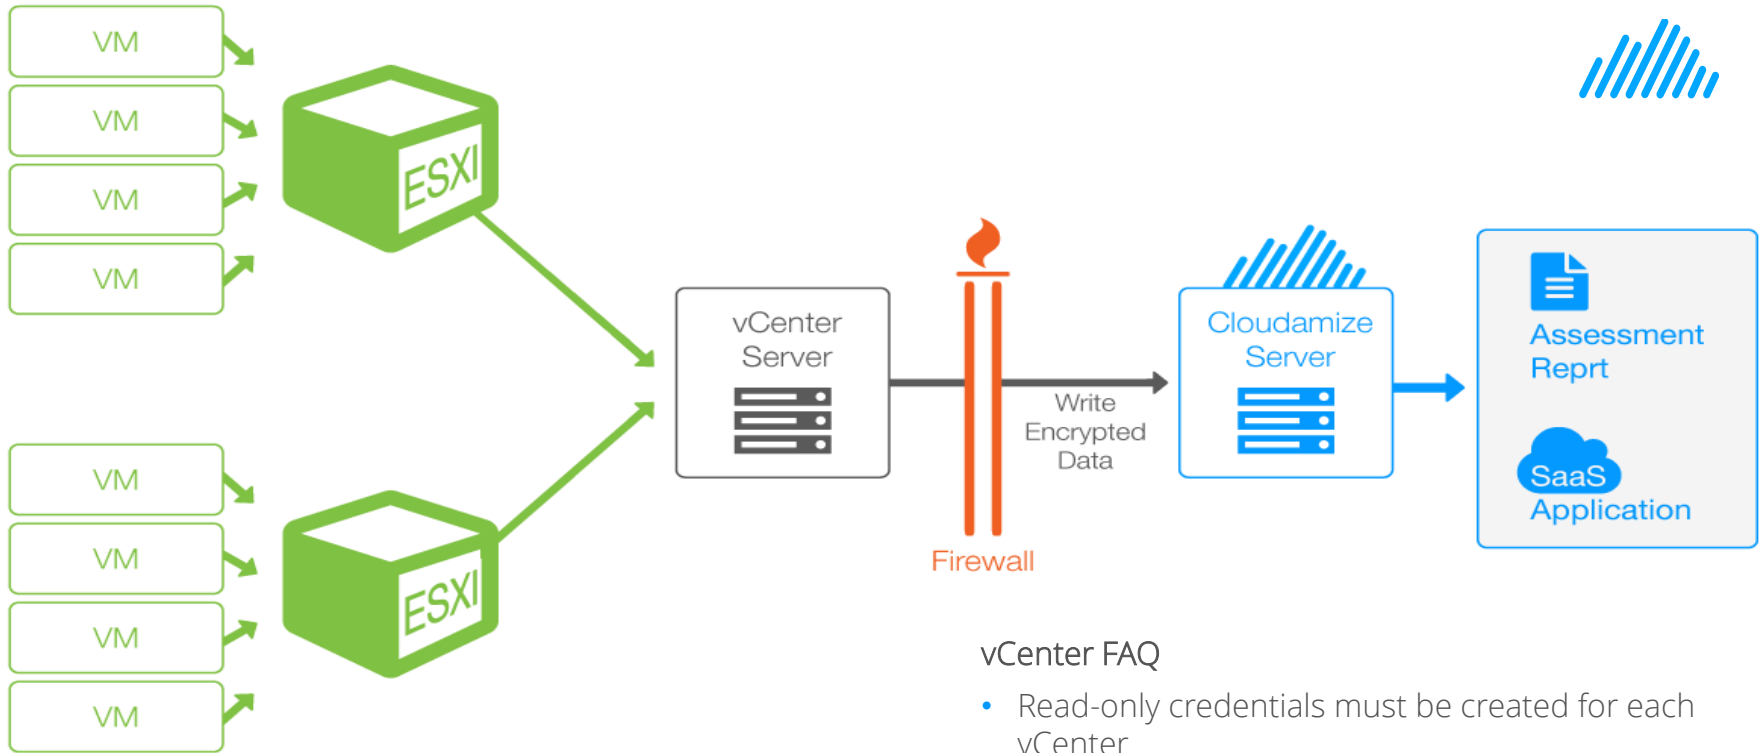 VM
VM
VM
VM
ESXI
VM
VM
VM
VM
ESXI
vCenter
Server
Firewall
Write
Encrypted
Data
Cloudamize
Server
Assessment
Reprt
SaaS
Application
vCenter FAQ
• Read-only credentials must be created for each
vCenter